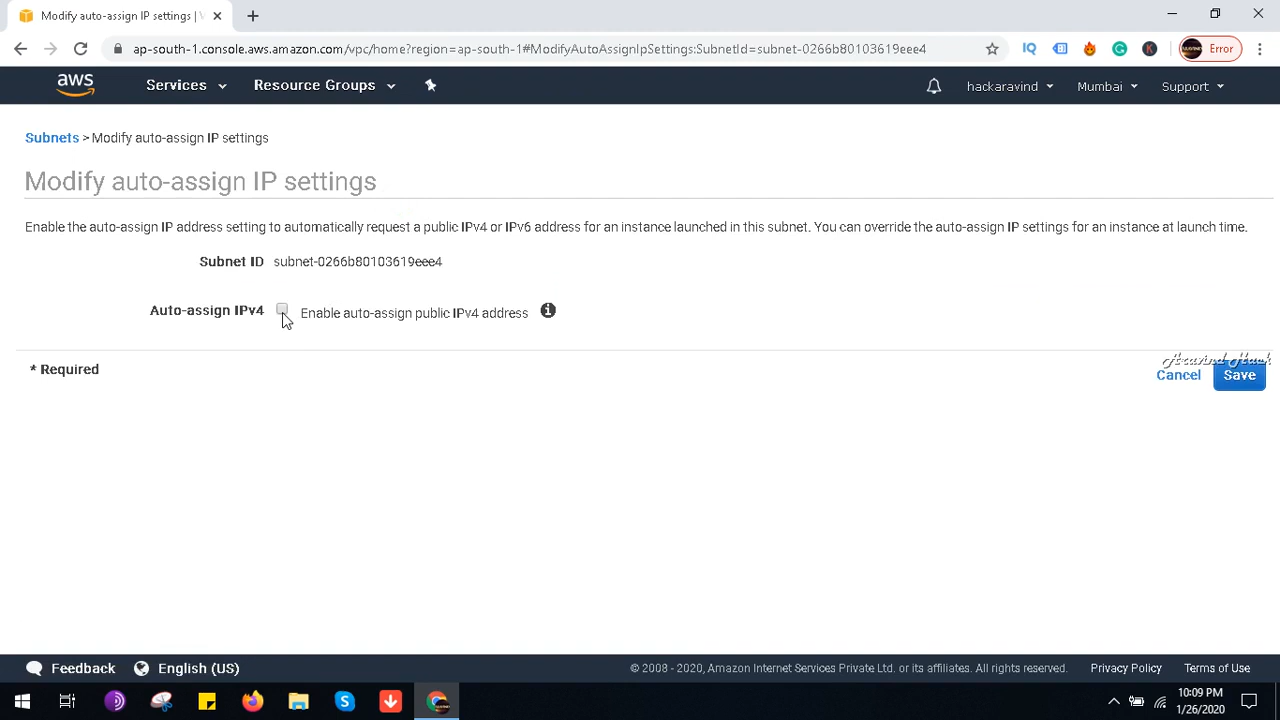 Modify auto-assign IP settings | V
ap-south-1.console.aws.amazon.com/vpc/home?region=ap-south-1#ModifyAutoAssignIpSettings:SubnetId=subnet-0266b80103619eee4
IQ
K
Error
aws
Services
Resource Groups
hackaravind
Mumbai
Support
Subnets > Modify auto-assign IP settings
Modify auto-assign IP settings
Enable the auto-assign IP address setting to automatically request a public IPv4 or IPv6 address for an instance launched in this subnet. You can override the auto-assign IP settings for an instance at launch time.
Subnet ID subnet-0266b80103619eee4
Auto-assign IPv4 Enable auto-assign public IPv4 address
* Required
Aravind Hack
Cancel Save
Feedback English (US) © 2008 - 2020, Amazon Internet Services Private Ltd. or its affiliates. All rights reserved. Privacy Policy Terms of Use
10:09 PM
1/26/2020